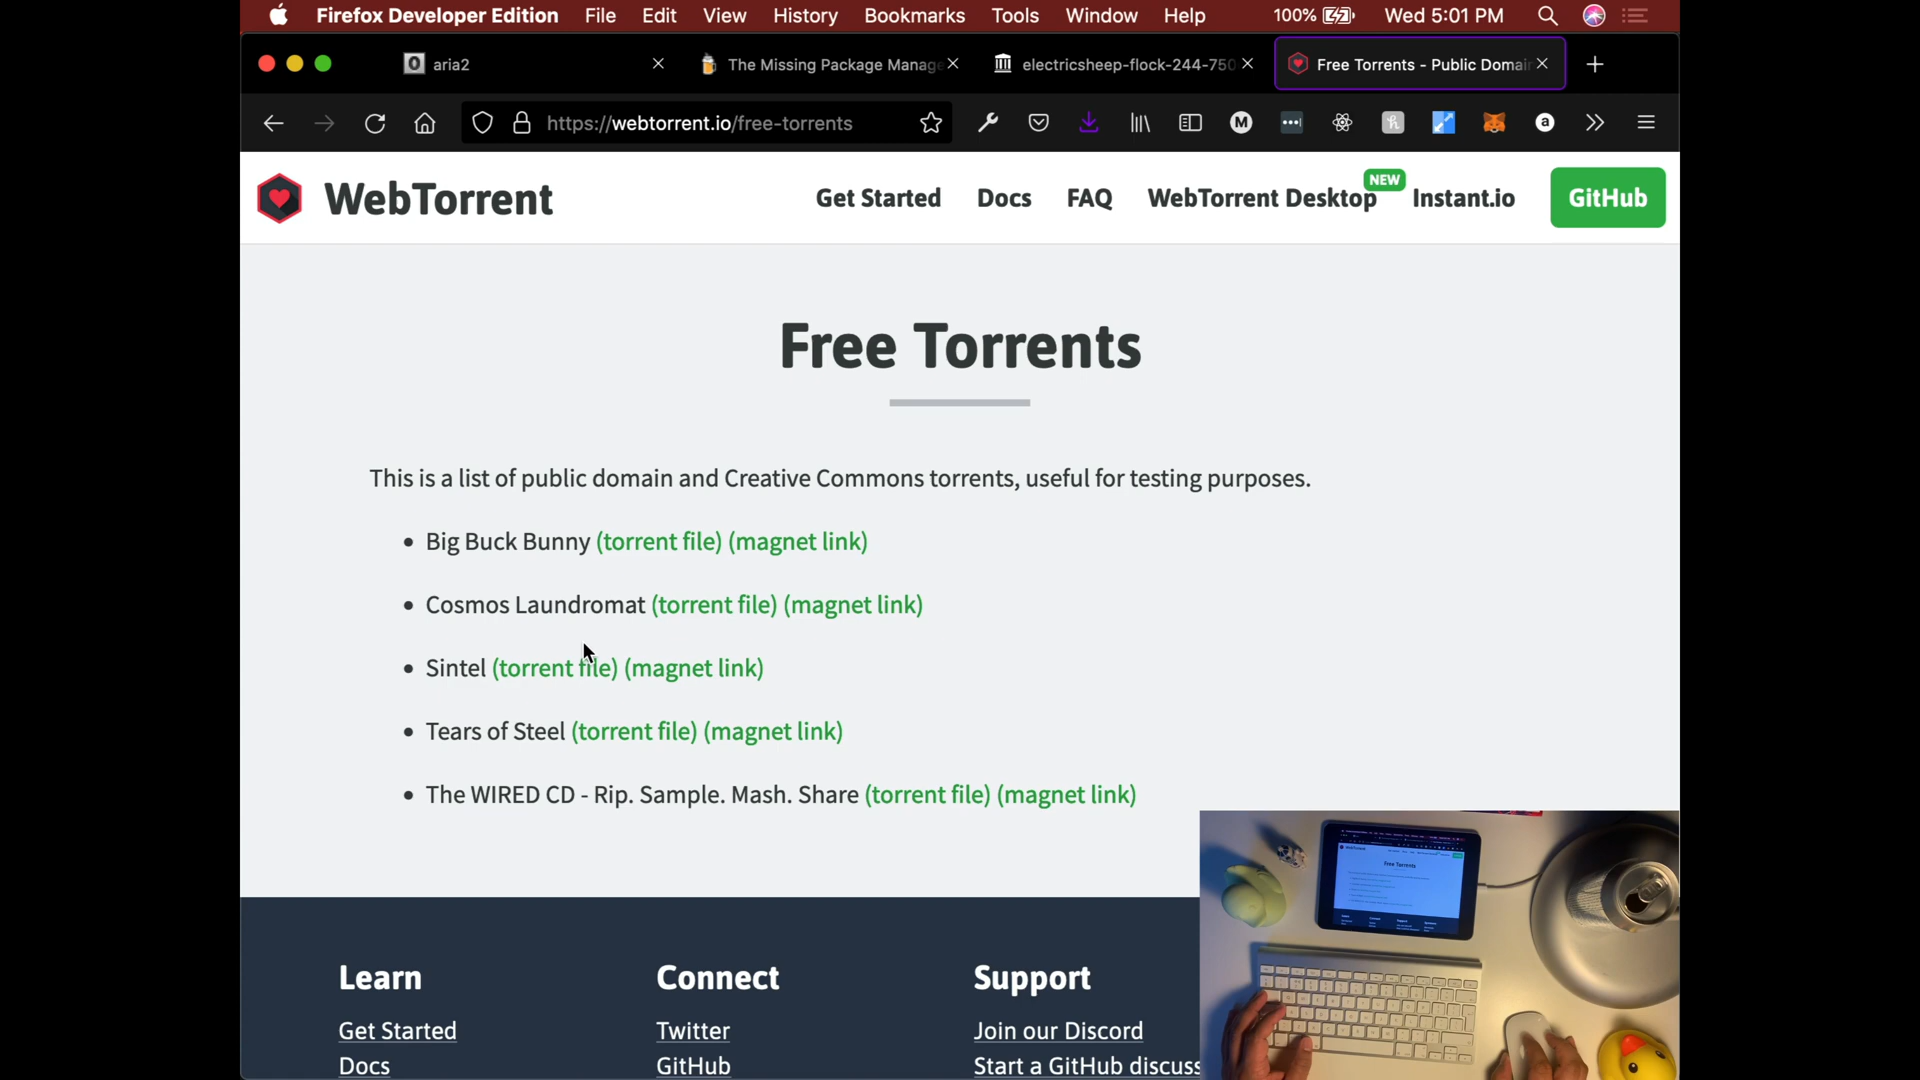 Firefox Developer Edition File Edit View History Bookmarks Tools Window Help 100% Wed 5:01 PM
aria2 The Missing Package Manage electricsheep-flock-244-750 Free Torrents - Public Domain
https://webtorrent.io/free-torrents
WebTorrent Get Started Docs FAQ WebTorrent Desktop NEW Instant.io GitHub
Free Torrents
This is a list of public domain and Creative Commons torrents, useful for testing purposes.
• Big Buck Bunny (torrent file) (magnet link)
• Cosmos Laundromat (torrent file) (magnet link)
• Sintel (torrent file) (magnet link)
• Tears of Steel (torrent file) (magnet link)
• The WIRED CD - Rip. Sample. Mash. Share (torrent file) (magnet link)
Learn Connect Support
Get Started Twitter Join our Discord
Docs GitHub Start a GitHub discuss
Free Torrents